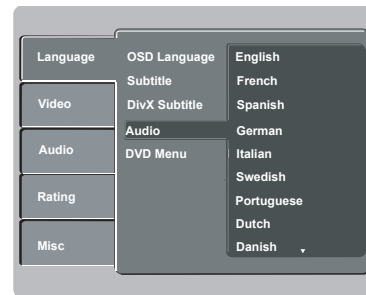 Language
Video
Audio
Rating
Misc
OSD Language
Subtitle
DivX Subtitle
Audio
DVD Menu
English
French
Spanish
German
Italian
Swedish
Portuguese
Dutch
Danish